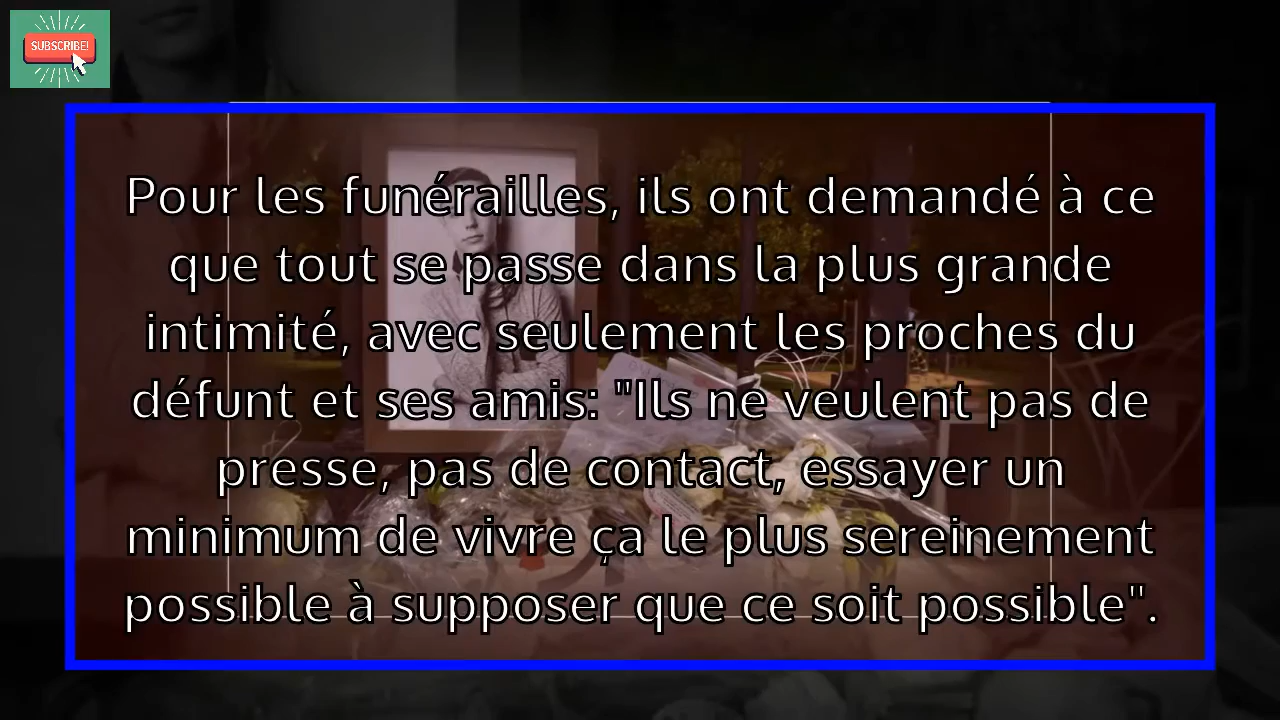 SUBSCRIBE!
Pour les funérailles, ils ont demandé à ce
que tout se passe dans la plus grande
intimité, avec seulement les proches du
défunt et ses amis: "Ils ne veulent pas de
presse, pas de contact, essayer un
minimum de vivre ça le plus sereinement
possible à supposer que ce soit possible".